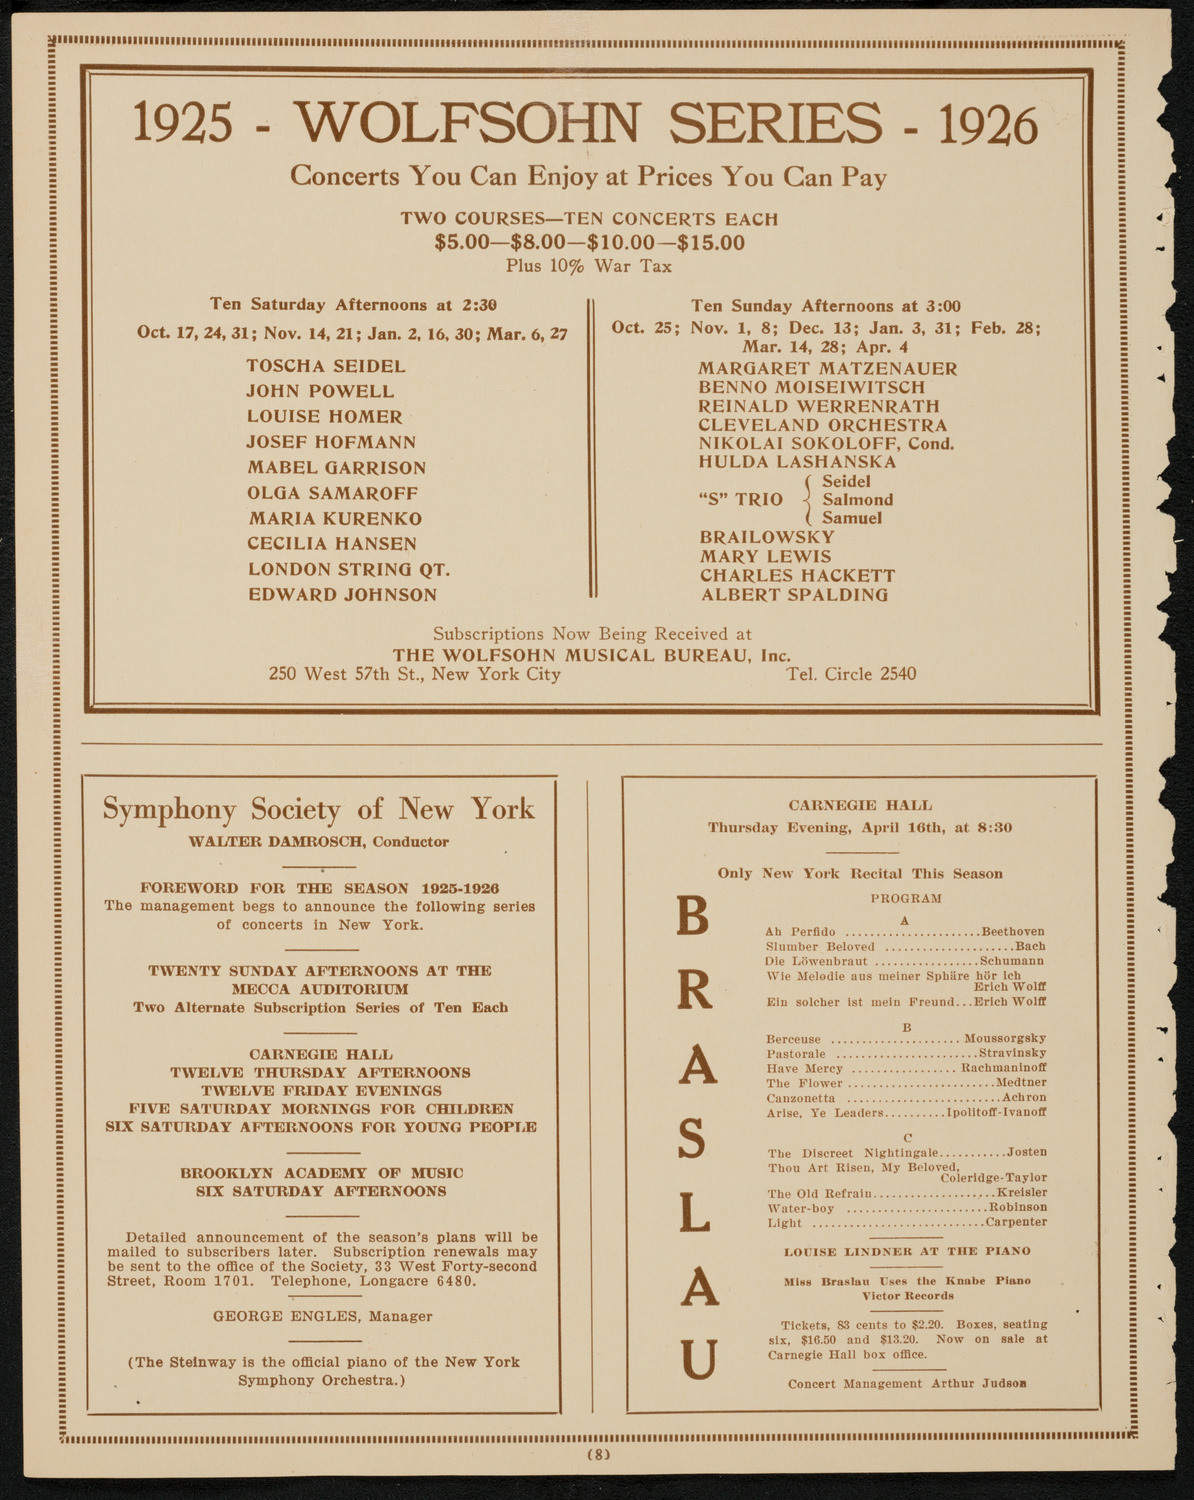 1925 - WOLFSOHN SERIES - 1926
Concerts You Can Enjoy at Prices You Can Pay
TWO COURSES—TEN CONCERTS EACH
$5.00—$8.00—$10.00—$15.00
Plus 10% War Tax
Ten Saturday Afternoons at 2:30
Oct. 17, 24, 31; Nov. 14, 21; Jan. 2, 16, 30; Mar. 6, 27
TOSCHA SEIDEL
JOHN POWELL
LOUISE HOMER
JOSEF HOFMANN
MABEL GARRISON
OLGA SAMAROFF
MARIA KURENKO
CECILIA HANSEN
LONDON STRING QT.
EDWARD JOHNSON
Ten Sunday Afternoons at 3:00
Oct. 25; Nov. 1, 8; Dec. 13; Jan. 3, 31; Feb. 28;
Mar. 14, 28; Apr. 4
MARGARET MATZENAUER
BENNO MOISEIWITSCH
REINALD WERRENRATH
CLEVELAND ORCHESTRA
NIKOLAI SOKOLOFF, Cond.
HULDA LASHANSKA
"S" TRIO { Seidel
Salmond
Samuel
BRAILOWSKY
MARY LEWIS
CHARLES HACKETT
ALBERT SPALDING
Subscriptions Now Being Received at
THE WOLFSOHN MUSICAL BUREAU, Inc.
250 West 57th St., New York City Tel. Circle 2540
Symphony Society of New York
WALTER DAMROSCH, Conductor
FOREWORD FOR THE SEASON 1925-1926
The management begs to announce the following series
of concerts in New York.
TWENTY SUNDAY AFTERNOONS AT THE
MECCA AUDITORIUM
Two Alternate Subscription Series of Ten Each
CARNEGIE HALL
TWELVE THURSDAY AFTERNOONS
TWELVE FRIDAY EVENINGS
FIVE SATURDAY MORNINGS FOR CHILDREN
SIX SATURDAY AFTERNOONS FOR YOUNG PEOPLE
BROOKLYN ACADEMY OF MUSIC
SIX SATURDAY AFTERNOONS
Detailed announcement of the season's plans will be
mailed to subscribers later. Subscription renewals may
be sent to the office of the Society, 33 West Forty-second
Street, Room 1701. Telephone, Longacre 6480.
GEORGE ENGLES, Manager
(The Steinway is the official piano of the New York
Symphony Orchestra.)
CARNEGIE HALL
Thursday Evening, April 16th, at 8:30
Only New York Recital This Season
BRASLAU
PROGRAM
A
Ah Perfido ....................Beethoven
Slumber Beloved ....................Bach
Die Löwenbraut ................Schumann
Wie Melodie aus meiner Sphäre hör ich
Erich Wolff
Ein solcher ist mein Freund...Erich Wolff
B
Berceuse .................... Moussorgsky
Pastorale .....................Stravinsky
Have Mercy ................ Rachmaninoff
The Flower .......................Medtner
Canzonetta ........................Achron
Arise, Ye Leaders.........Ipolitoff-Ivanoff
C
The Discreet Nightingale..........Josten
Thou Art Risen, My Beloved,
Coleridge-Taylor
The Old Refrain...................Kreisler
Water-boy ......................Robinson
Light ..........................Carpenter
LOUISE LINDNER AT THE PIANO
Miss Braslau Uses the Knabe Piano
Victor Records
Tickets, 83 cents to $2.20. Boxes, seating
six, $16.50 and $13.20. Now on sale at
Carnegie Hall box office.
Concert Management Arthur Judson
(8)